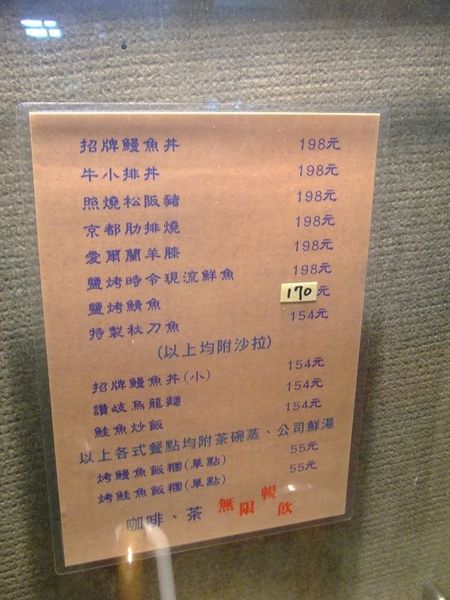 招牌鰻魚丼 198元
牛小排丼 198元
照燒松阪豬 198元
京都肋排燒 198元
愛爾蘭羊膝 198元
鹽烤時令現流鮮魚 198元
鹽烤鯖魚 170元
特製秋刀魚 154元
(以上均附沙拉)
招牌鰻魚丼(小) 154元
讚岐烏龍麵 154元
鮭魚炒飯 154元
以上各式餐點均附茶碗蒸、公司鮮湯
烤鰻魚飯糰(單點) 55元
烤鮭魚飯糰(單點) 55元
咖啡、茶 無限暢飲